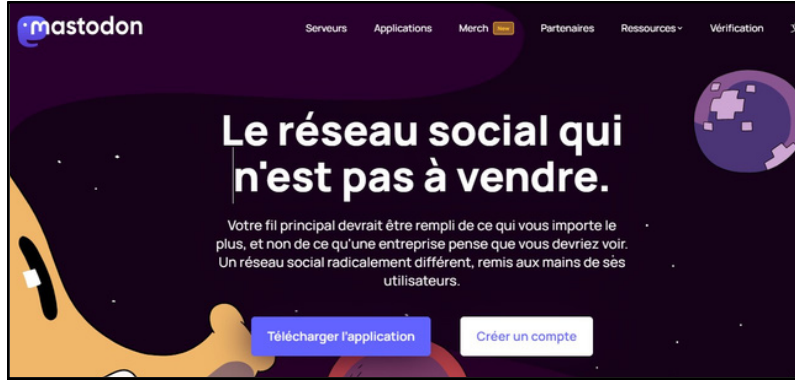 mastodon
Serveurs Applications Merch New Partenaires Ressources Vérification
Le réseau social qui
n'est pas à vendre.
Votre fil principal devrait être rempli de ce qui vous importe le
plus, et non de ce qu'une entreprise pense que vous devriez voir.
Un réseau social radicalement différent, remis aux mains de ses
utilisateurs.
Télécharger l'application Créer un compte